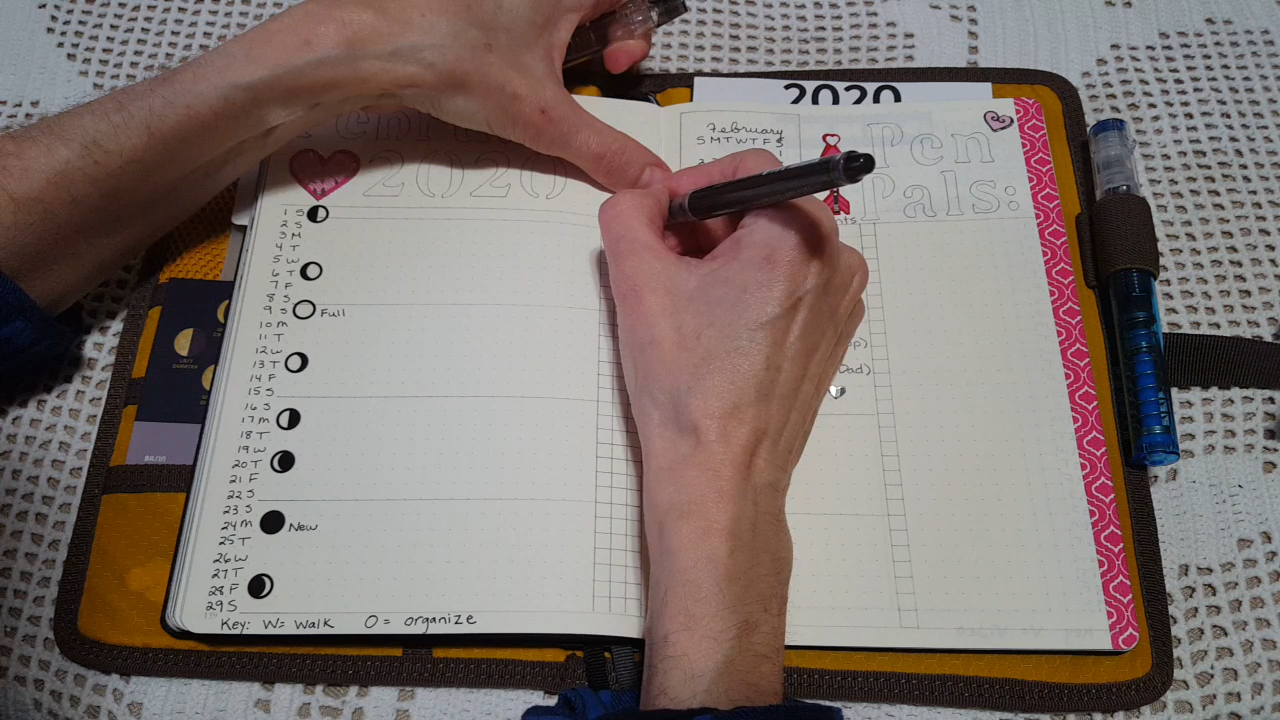 2020
2020
1 S
2 S
3 M
4 T
5 W
6 T
7 F
8 S
9 S Full
10 M
11 T
12 W
13 T
14 F
15 S
16 S
17 M
18 T
19 W
20 T
21 F
22 S
23 S
24 M New
25 T
26 W
27 T
28 F
29 S
Key: W= walk O= organize
February
S M T W T F S
1
Pen
Pals:
Dad)